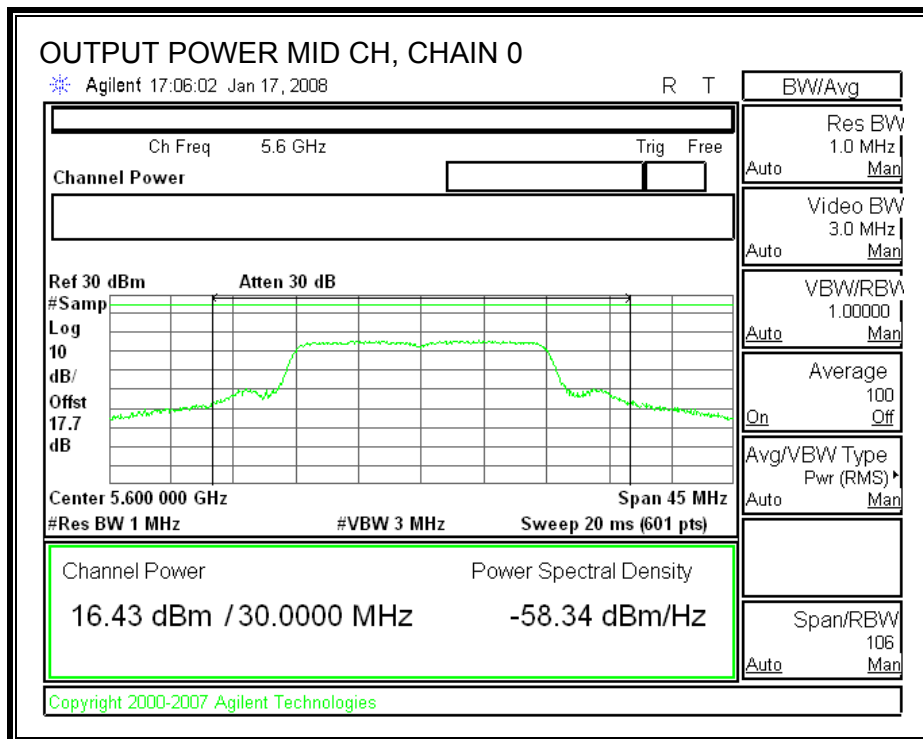 OUTPUT POWER MID CH, CHAIN 0
Agilent 17:06:02 Jan 17, 2008 R T
Ch Freq 5.6 GHz Trig Free
Channel Power
Ref 30 dBm Atten 30 dB
#Samp
Log
10
dB/
Offst
17.7
dB
Center 5.600 000 GHz Span 45 MHz
#Res BW 1 MHz #VBW 3 MHz Sweep 20 ms (601 pts)
Channel Power Power Spectral Density
16.43 dBm / 30.0000 MHz -58.34 dBm/Hz
Copyright 2000-2007 Agilent Technologies
BW/Avg
Res BW
1.0 MHz
Auto Man
Video BW
3.0 MHz
Auto Man
VBW/RBW
1.00000
Auto Man
Average
100
On Off
Avg/VBW Type
Pwr (RMS)
Auto Man
Span/RBW
106
Auto Man